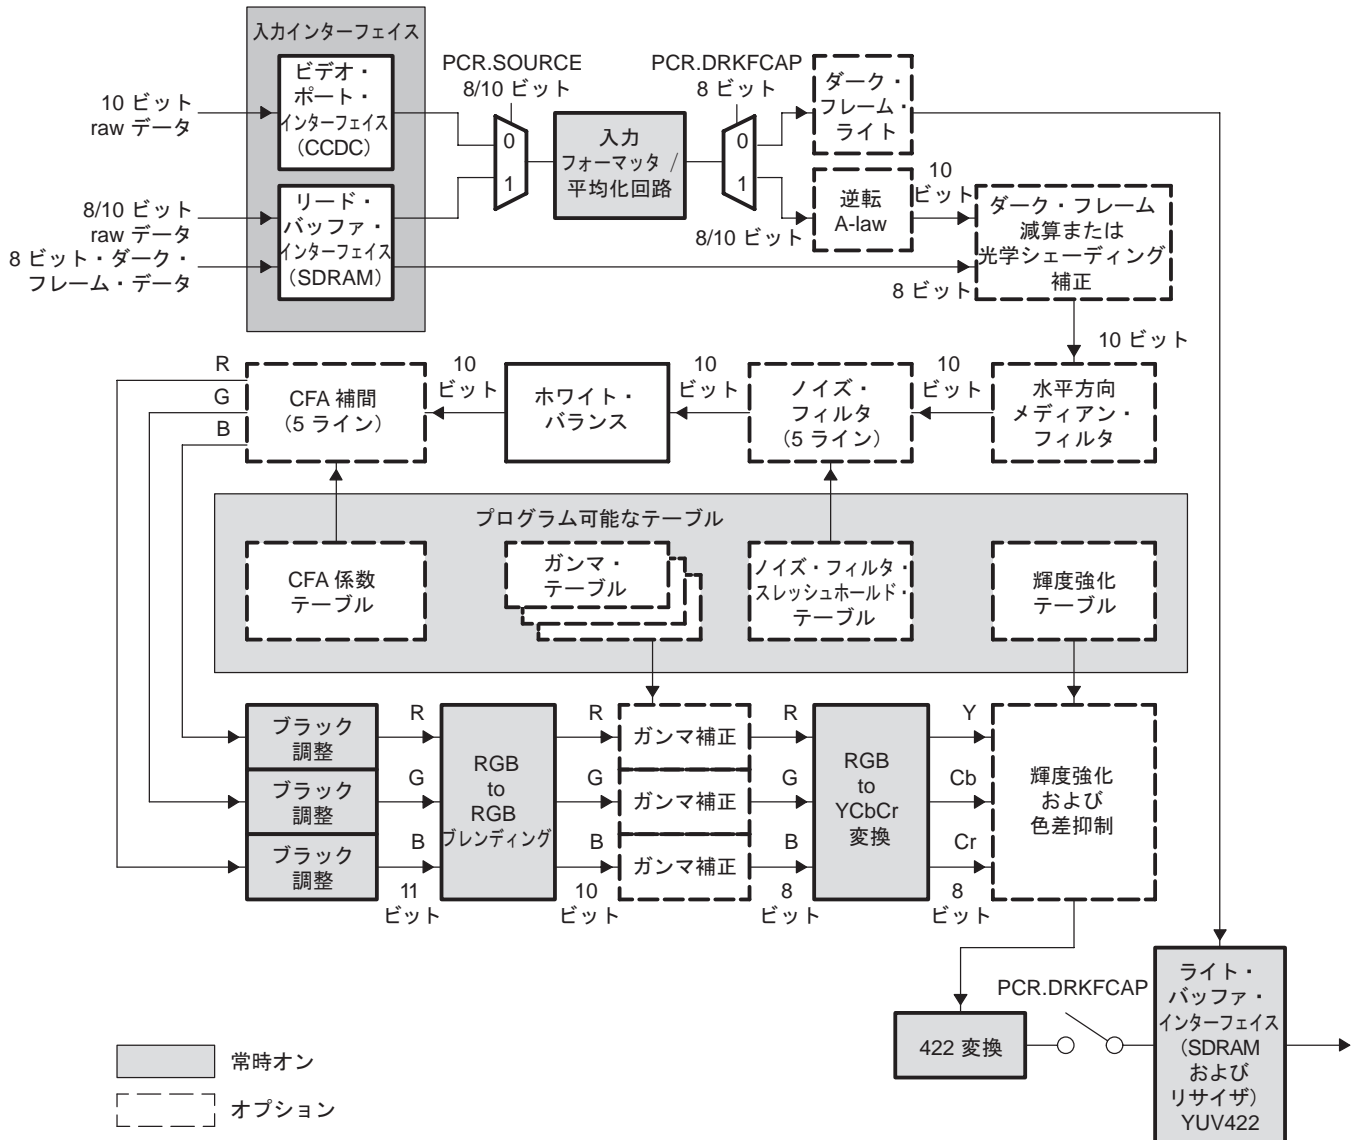 入力インターフェイス
ビデオ・
ポート・
インターフェイス
(CCDC)
10 ビット
raw データ
リード・
バッファ・
インターフェイス
(SDRAM)
8/10 ビット
raw データ
8 ビット・ダーク・
フレーム・データ
PCR.SOURCE
8/10 ビット
0
1
入力
フォーマッタ /
平均化回路
PCR.DRKFCAP
8 ビット
0
1
8/10 ビット
ダーク・
フレーム・
ライト
逆転
A-law
10
ビット
8 ビット
ダーク・フレーム
減算または
光学シェーディング
補正
10 ビット
R
G
B
CFA 補間
(5 ライン)
10
ビット
ホワイト・
バランス
10
ビット
ノイズ・
フィルタ
(5 ライン)
10
ビット
水平方向
メディアン・
フィルタ
プログラム可能なテーブル
CFA 係数
テーブル
ガンマ・
テーブル
ノイズ・フィルタ・
スレッシュホールド・
テーブル
輝度強化
テーブル
ブラック
調整
ブラック
調整
ブラック
調整
R
G
B
11
ビット
RGB
to
RGB
ブレンディング
R
G
B
10
ビット
ガンマ補正
ガンマ補正
ガンマ補正
R
G
B
8
ビット
RGB
to
YCbCr
変換
Y
Cb
Cr
8
ビット
輝度強化
および
色差抑制
422 変換
PCR.DRKFCAP
ライト・
バッファ・
インターフェイス
(SDRAM
および
リサイザ)
YUV422
常時オン
オプション